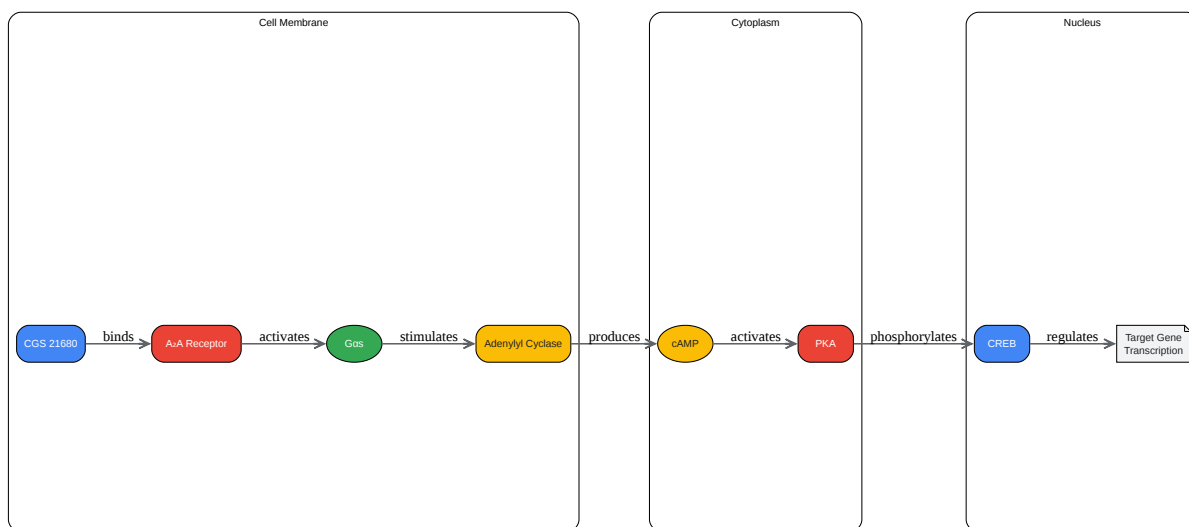 Cell Membrane
Cytoplasm
Nucleus
CGS 21680
binds
A₂A Receptor
activates
Gαs
stimulates
Adenylyl Cyclase
produces
cAMP
activates
PKA
phosphorylates
CREB
regulates
Target Gene
Transcription